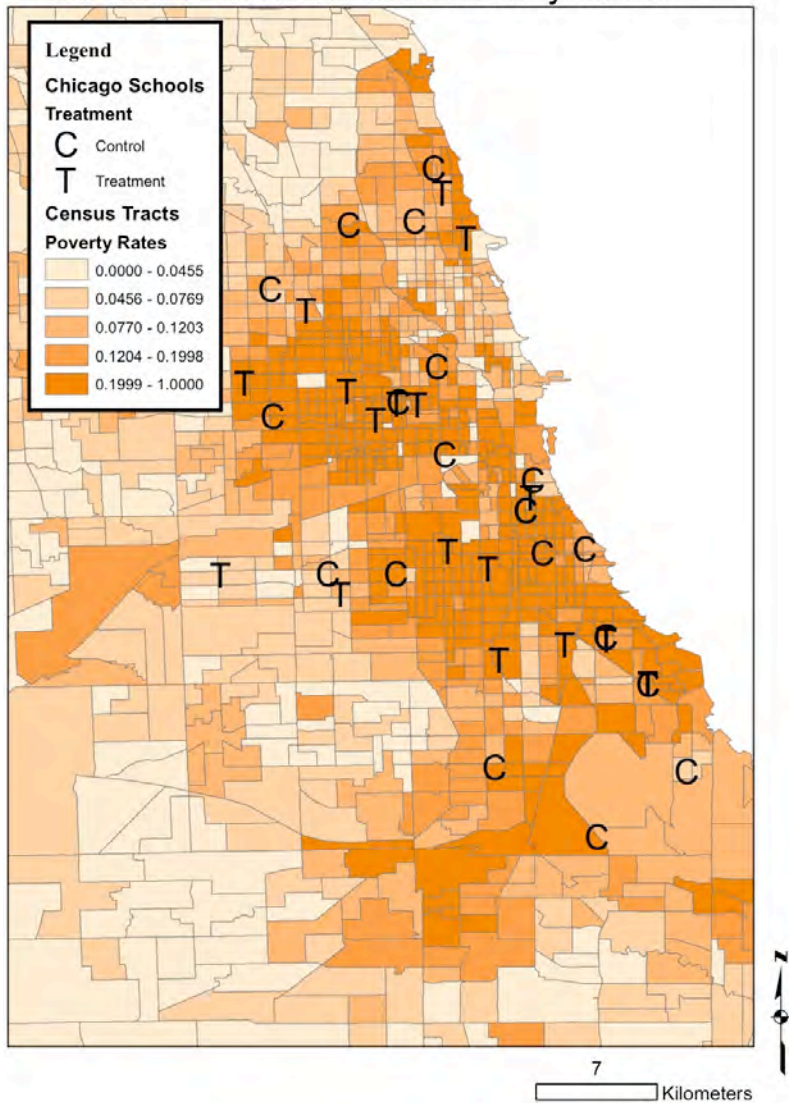 Legend
Chicago Schools
Treatment
C Control
T Treatment
Census Tracts
Poverty Rates
0.0000 - 0.0455
0.0456 - 0.0769
0.0770 - 0.1203
0.1204 - 0.1998
0.1999 - 1.0000
C
T
C
C
T
C
T
C
T
T
C
T
T
C
T
C
C
T
C
T
C
C
T
T
C
T
C
T
C
T
T
C
T
C
C
C
N
7
Kilometers